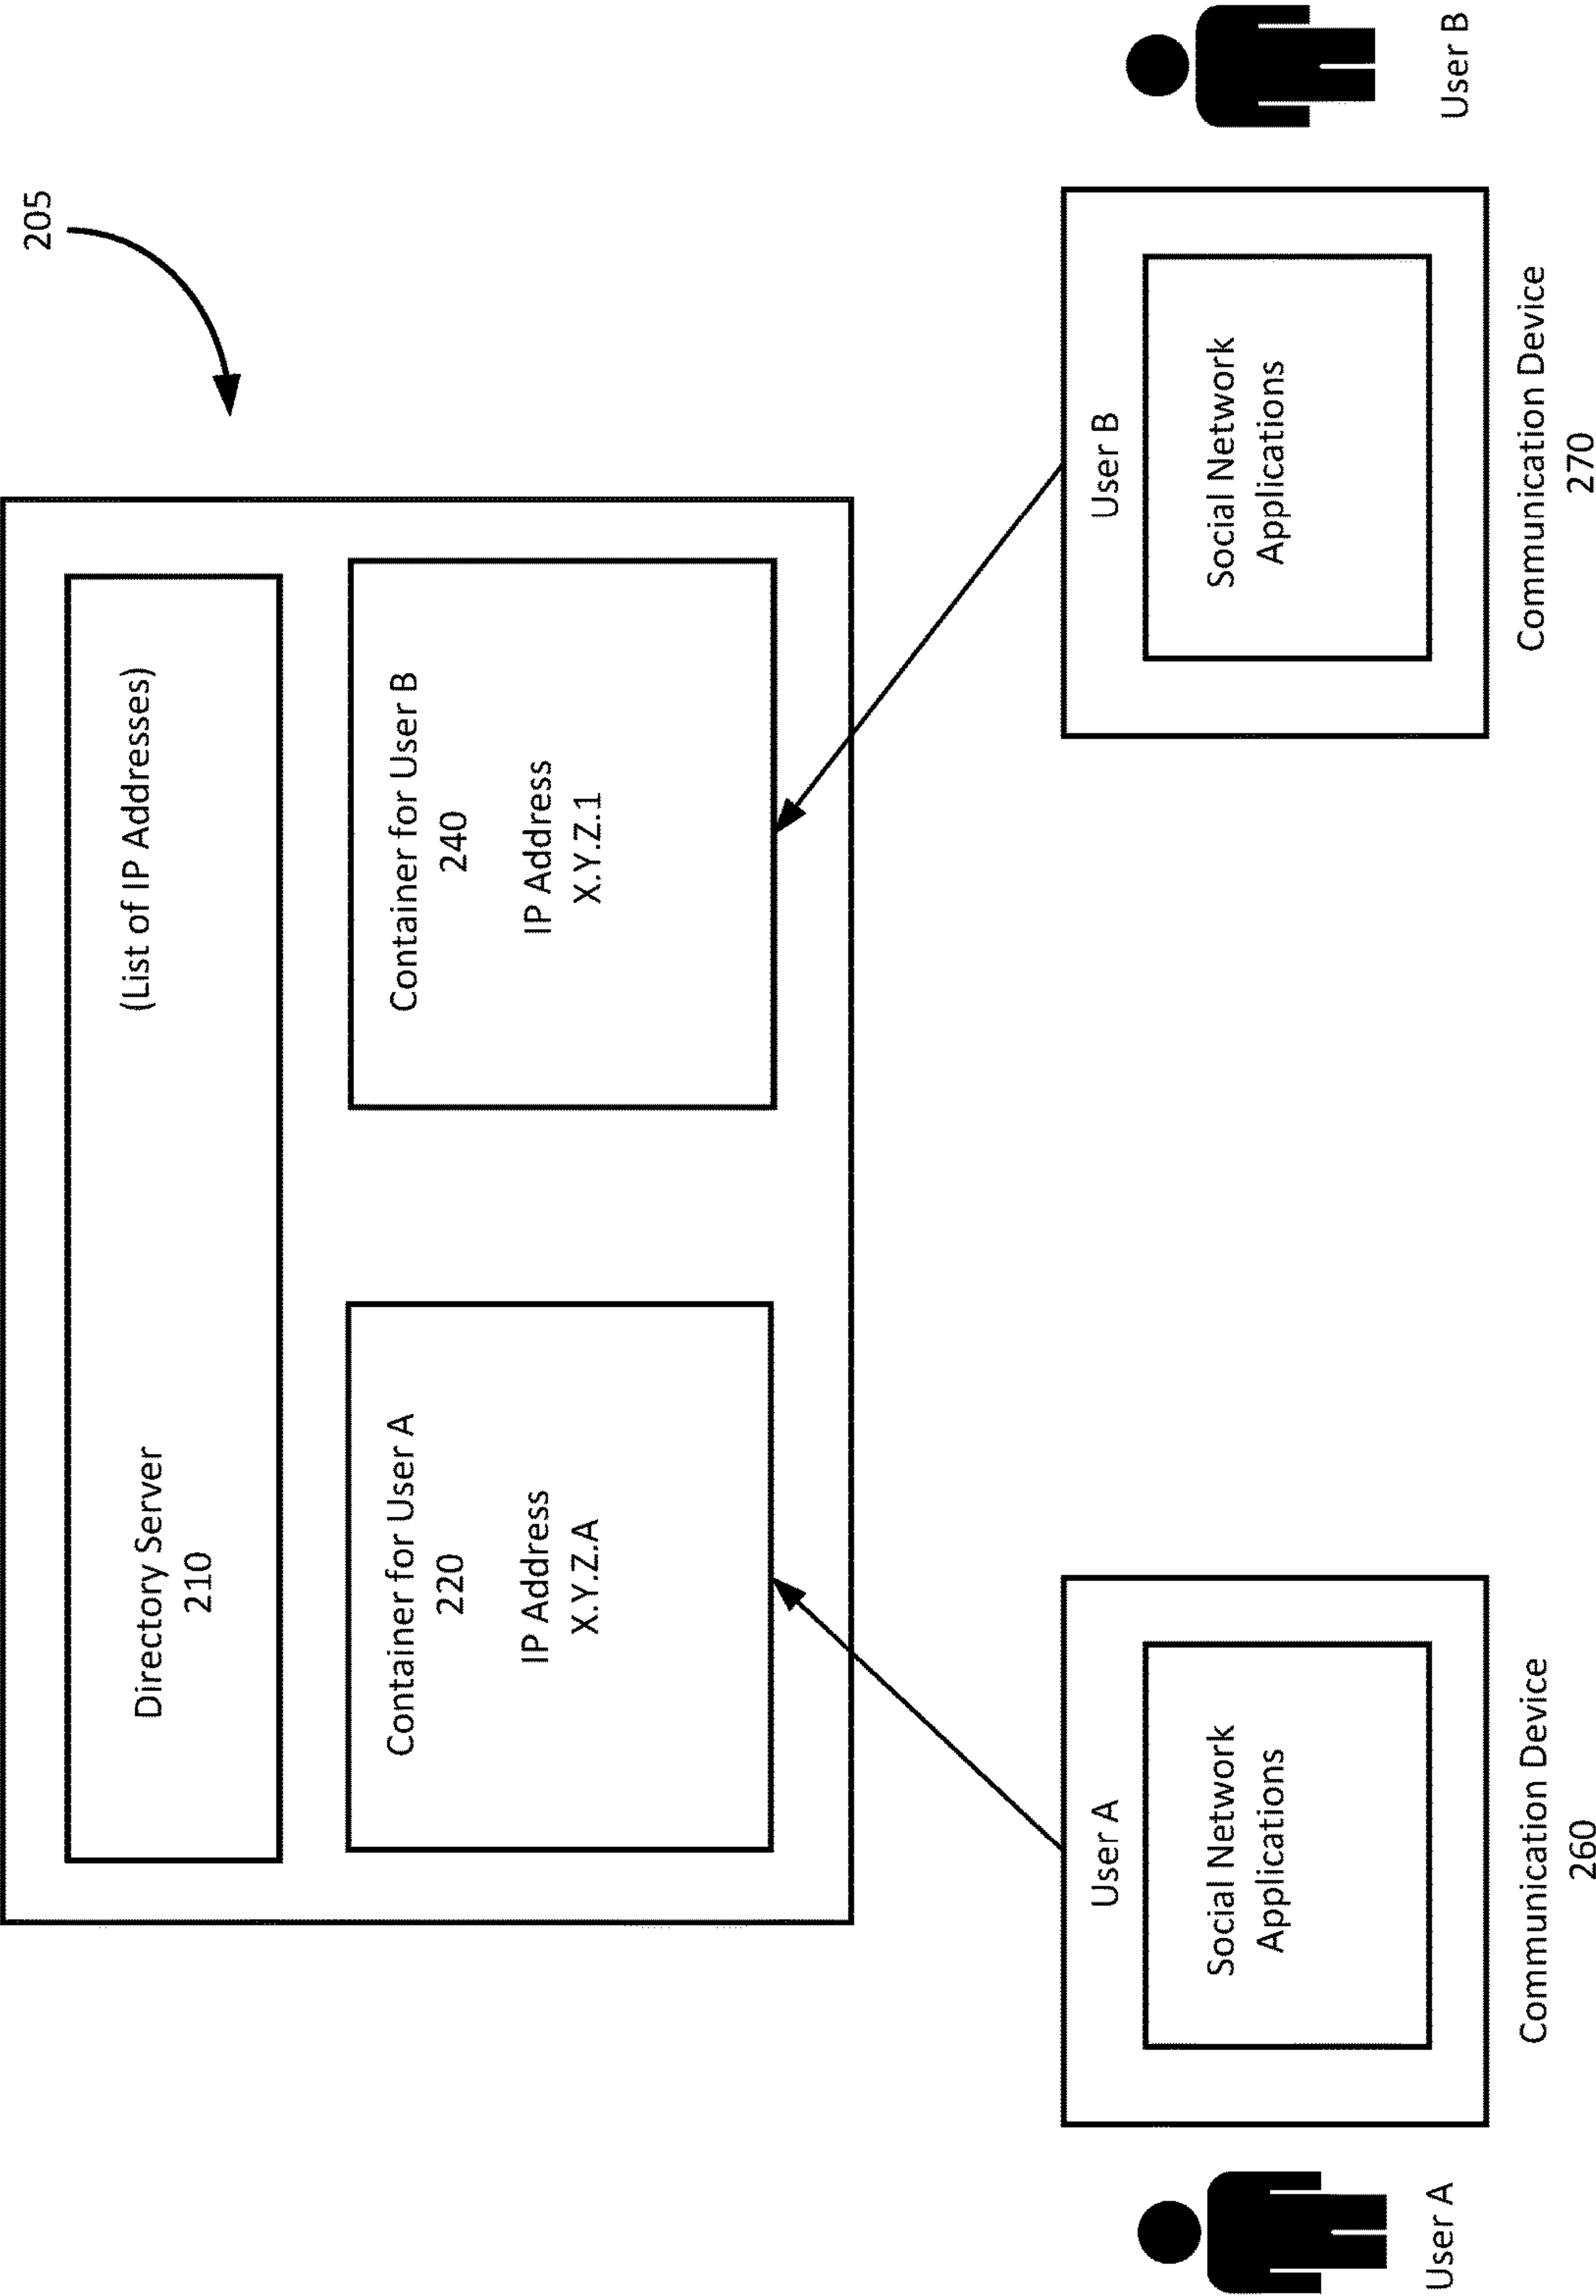 205
Directory Server
210
(List of IP Addresses)
Container for User A
220
IP Address
X.Y.Z.A
Container for User B
240
IP Address
X.Y.Z.1
User A
Social Network
Applications
Communication Device
260
User A
User B
Social Network
Applications
Communication Device
270
User B